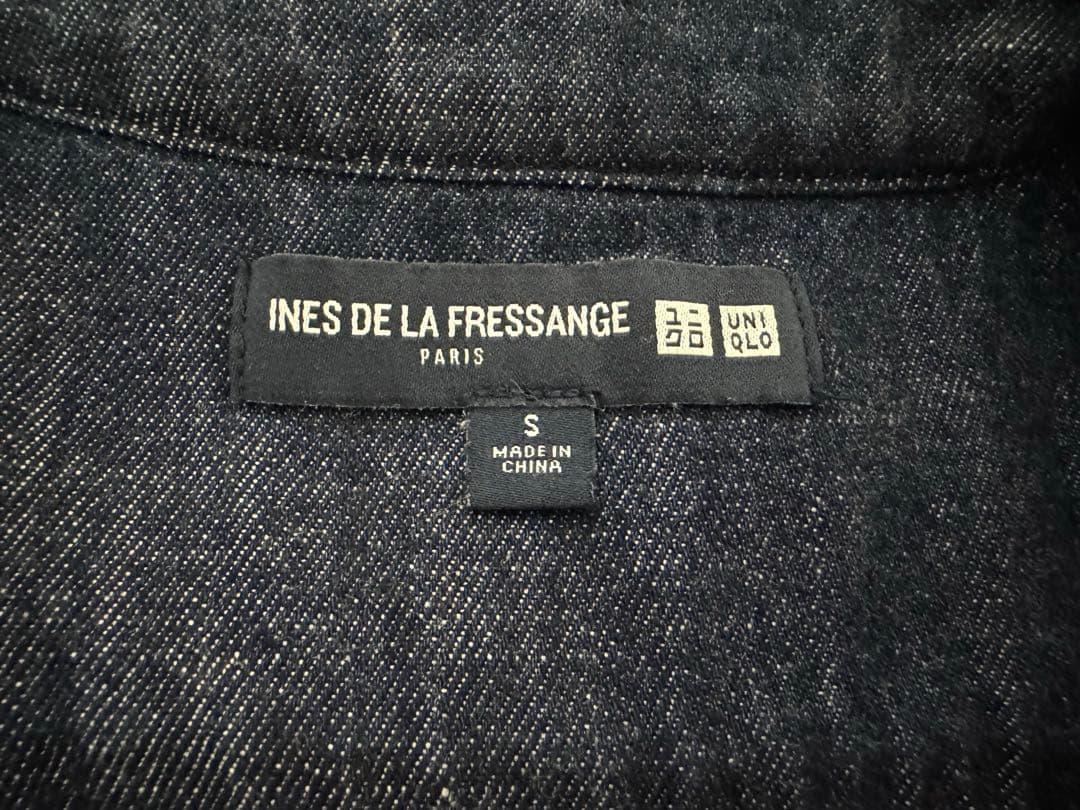 INES DE LA FRESSANGE
PARIS
ユニ
クロ
UNI
QLO
S
MADE IN
CHINA